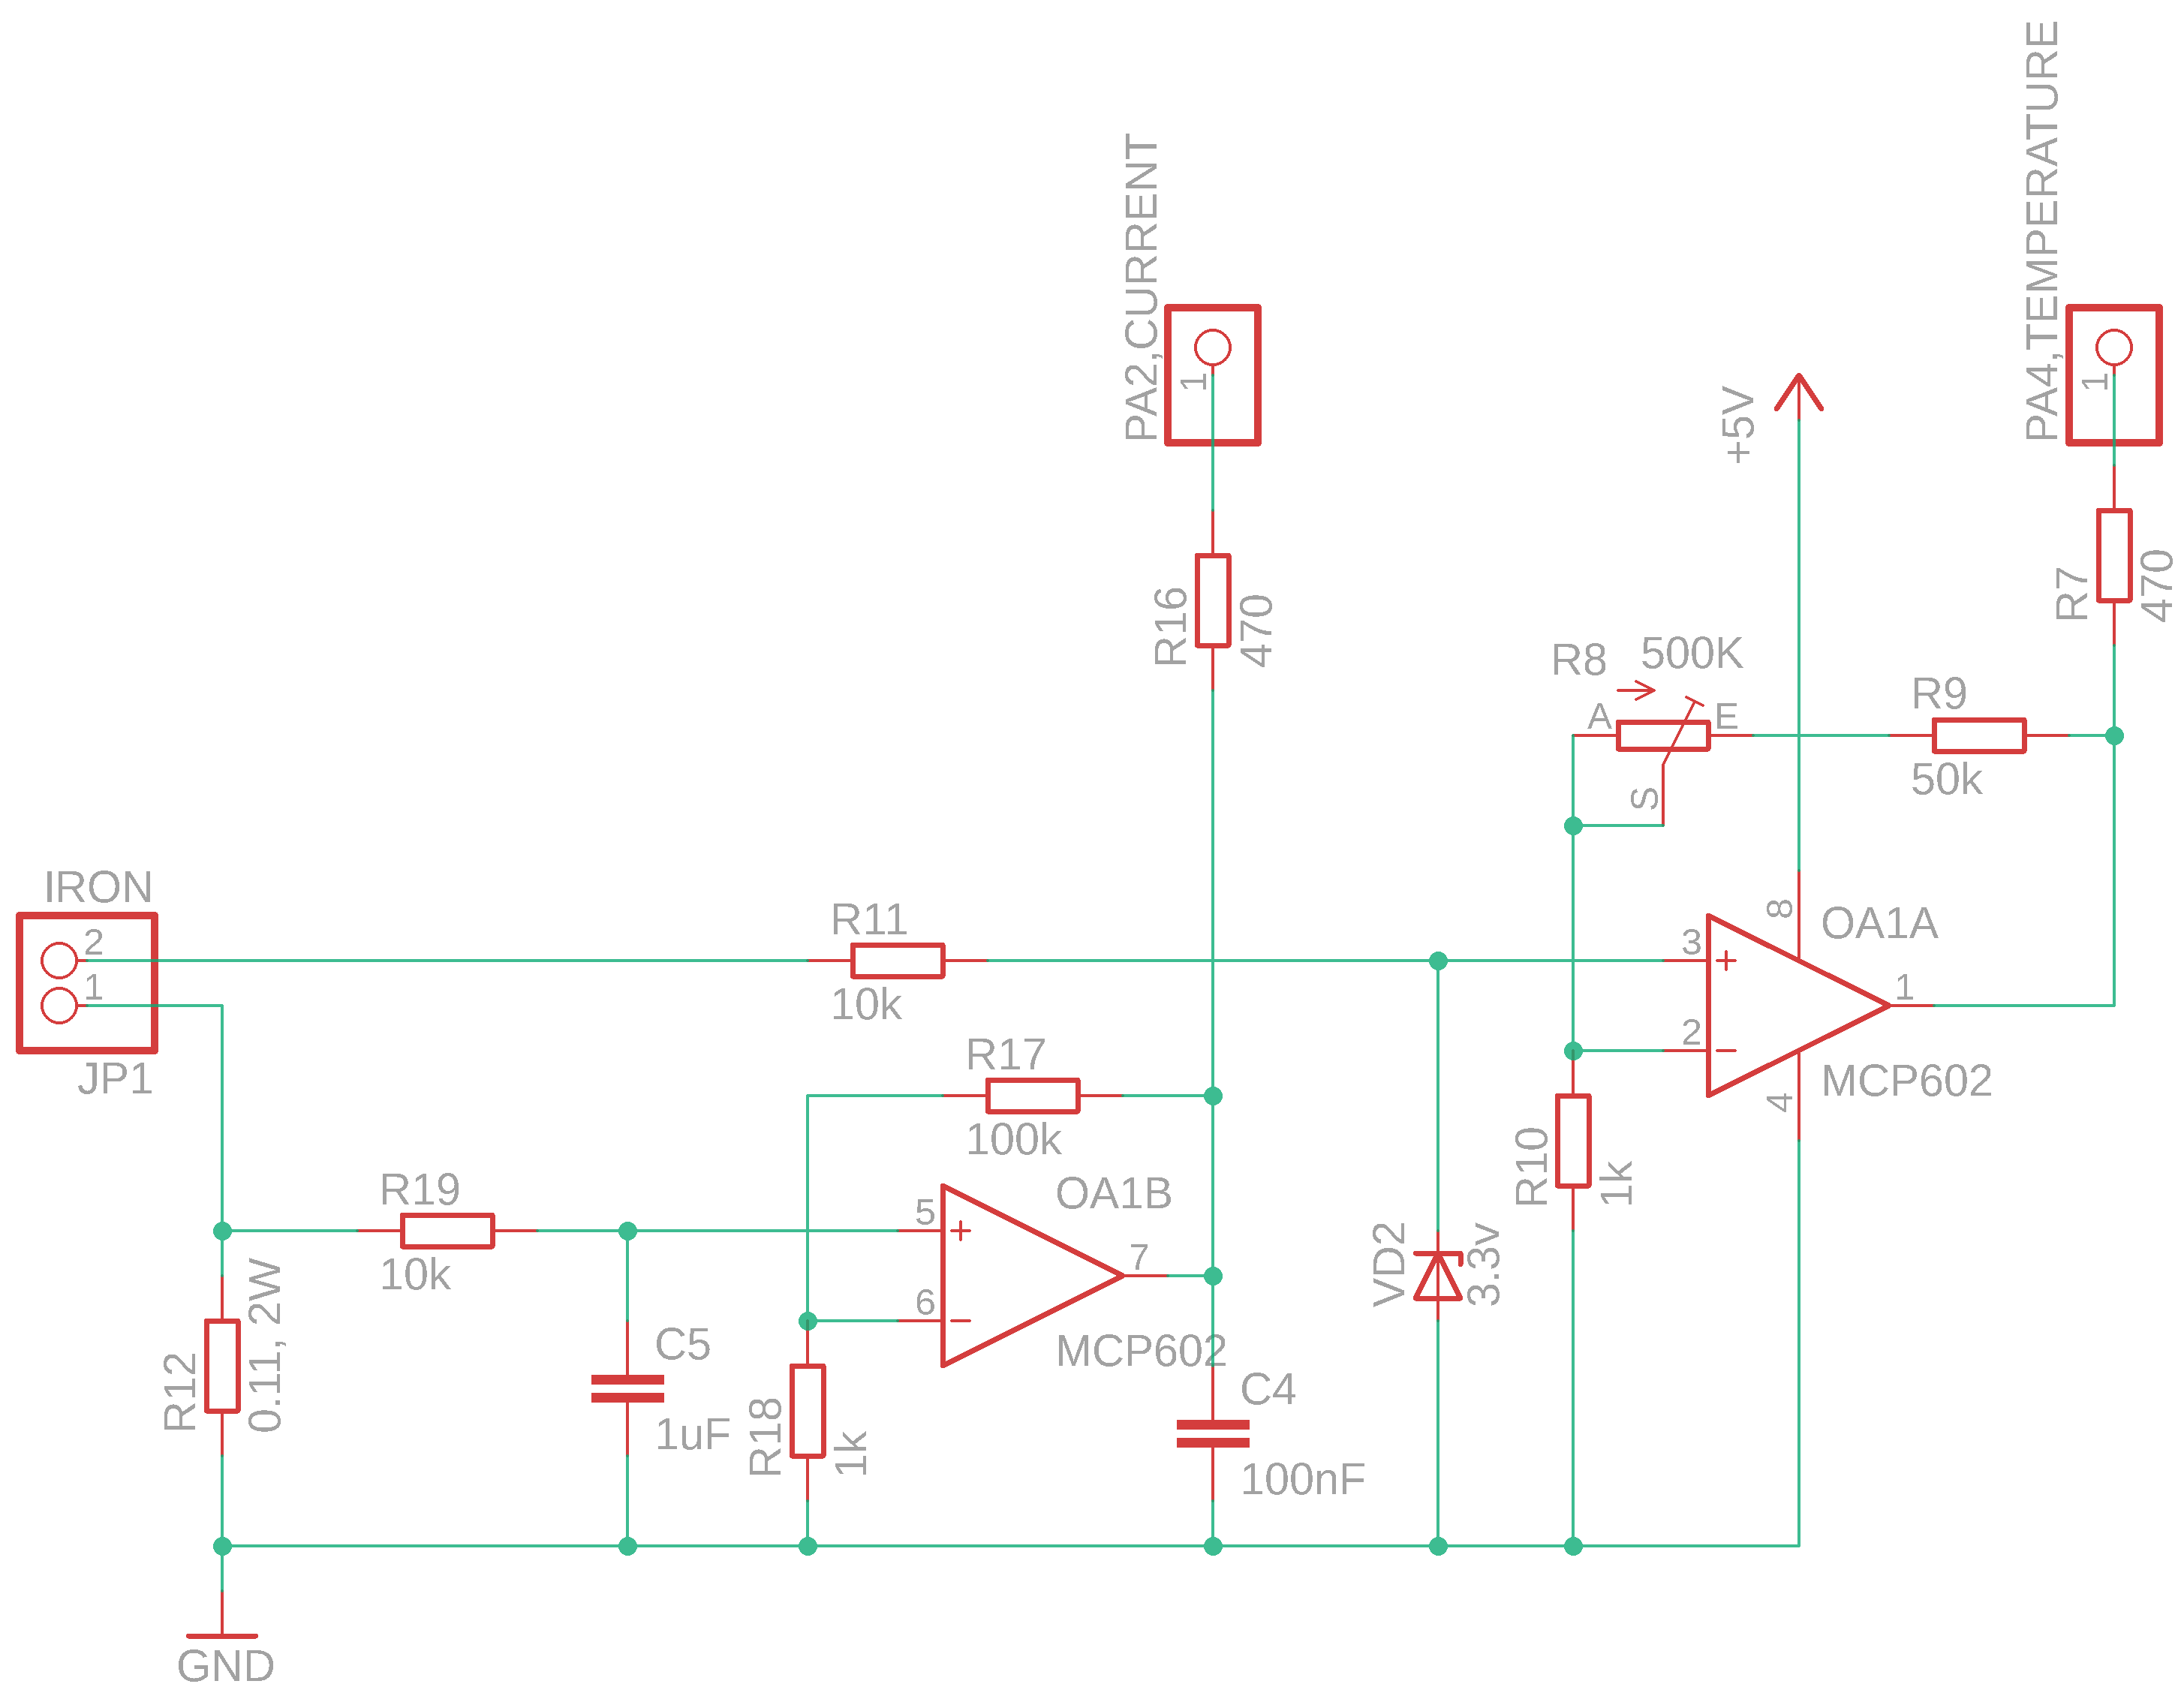 PA2,CURRENT
1
PA4,TEMPERATURE
1
+5V
R16
470
R7
470
R8
500K
A
E
S
R9
50k
IRON
2
1
JP1
R11
10k
3
+
2
−
8
4
1
OA1A
MCP602
R17
100k
R19
10k
5
+
6
−
7
OA1B
MCP602
R10
1k
VD2
3.3v
R12
0.11, 2W
C5
1uF
R18
1k
C4
100nF
GND